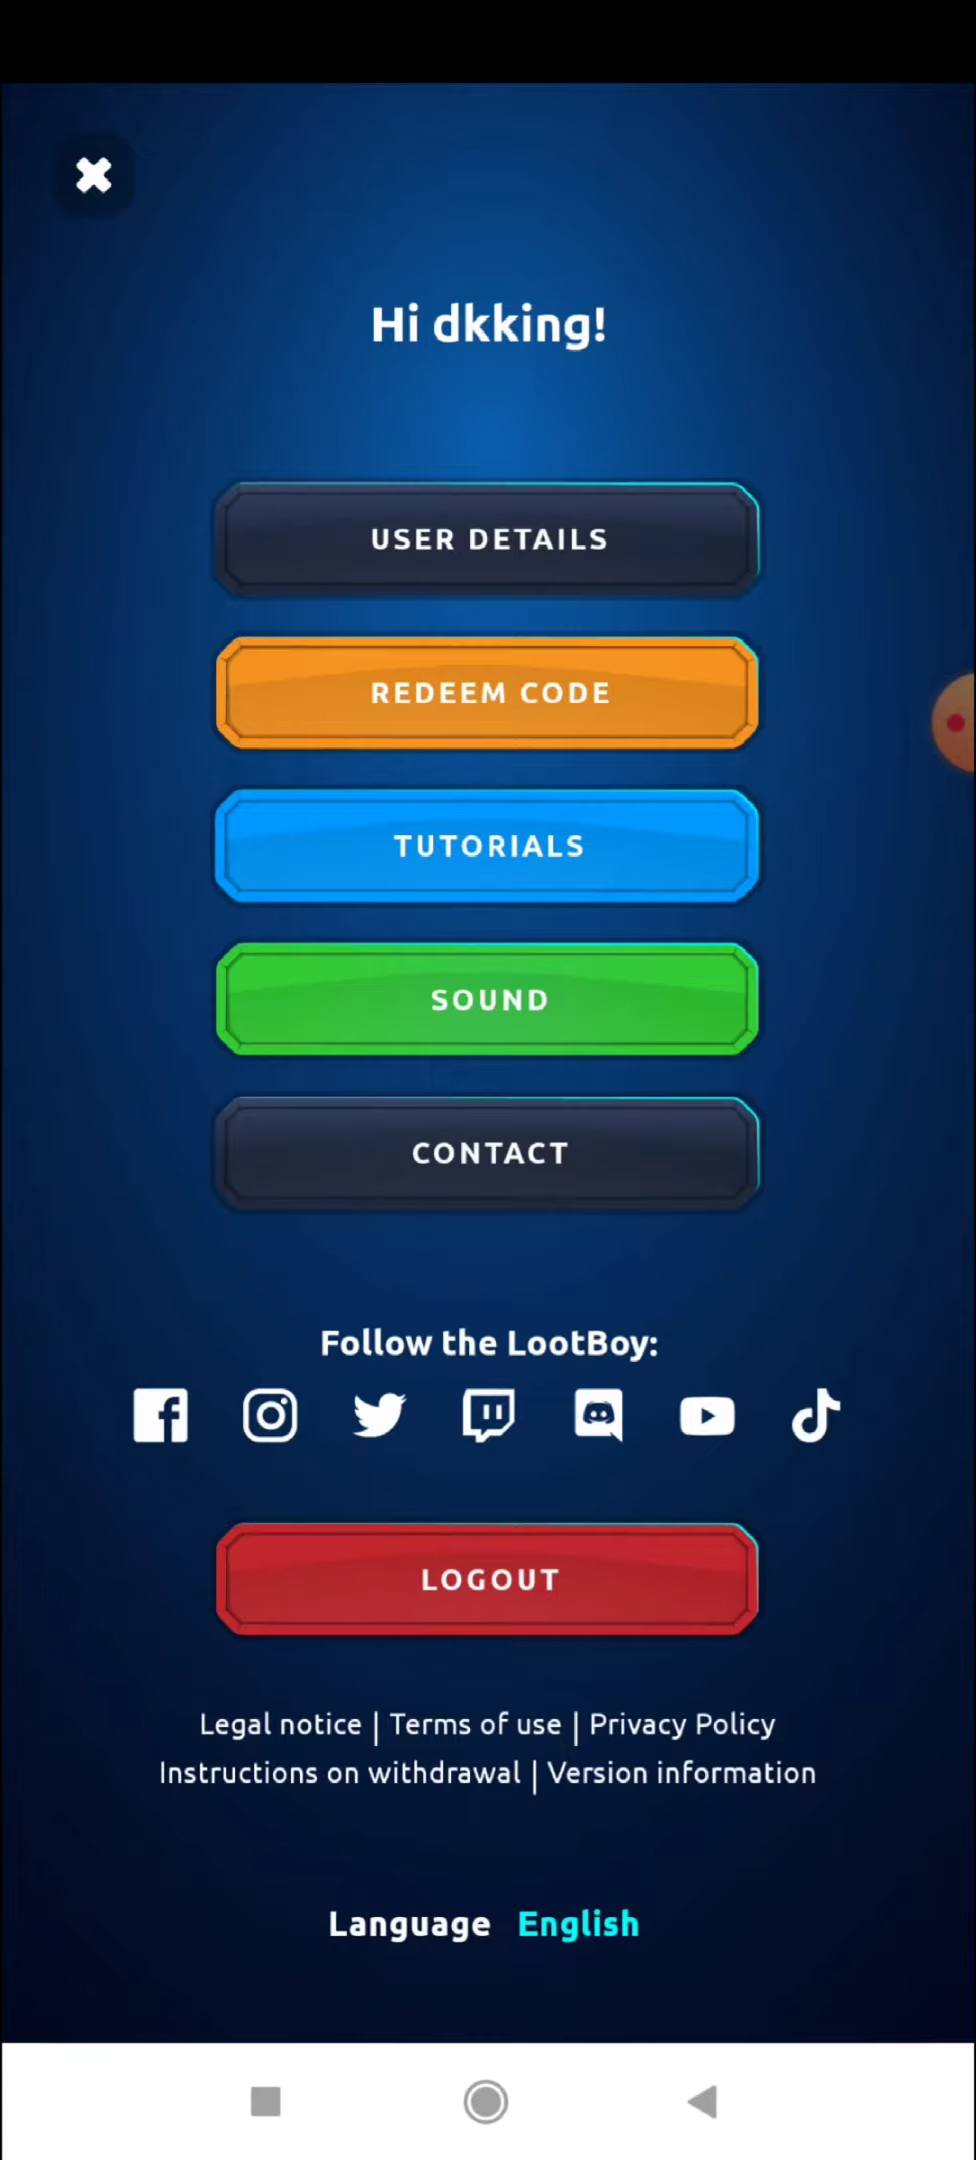 Hi dkking!
USER DETAILS
REDEEM CODE
TUTORIALS
SOUND
CONTACT
Follow the LootBoy:
LOGOUT
Legal notice | Terms of use | Privacy Policy
Instructions on withdrawal | Version information
Language English